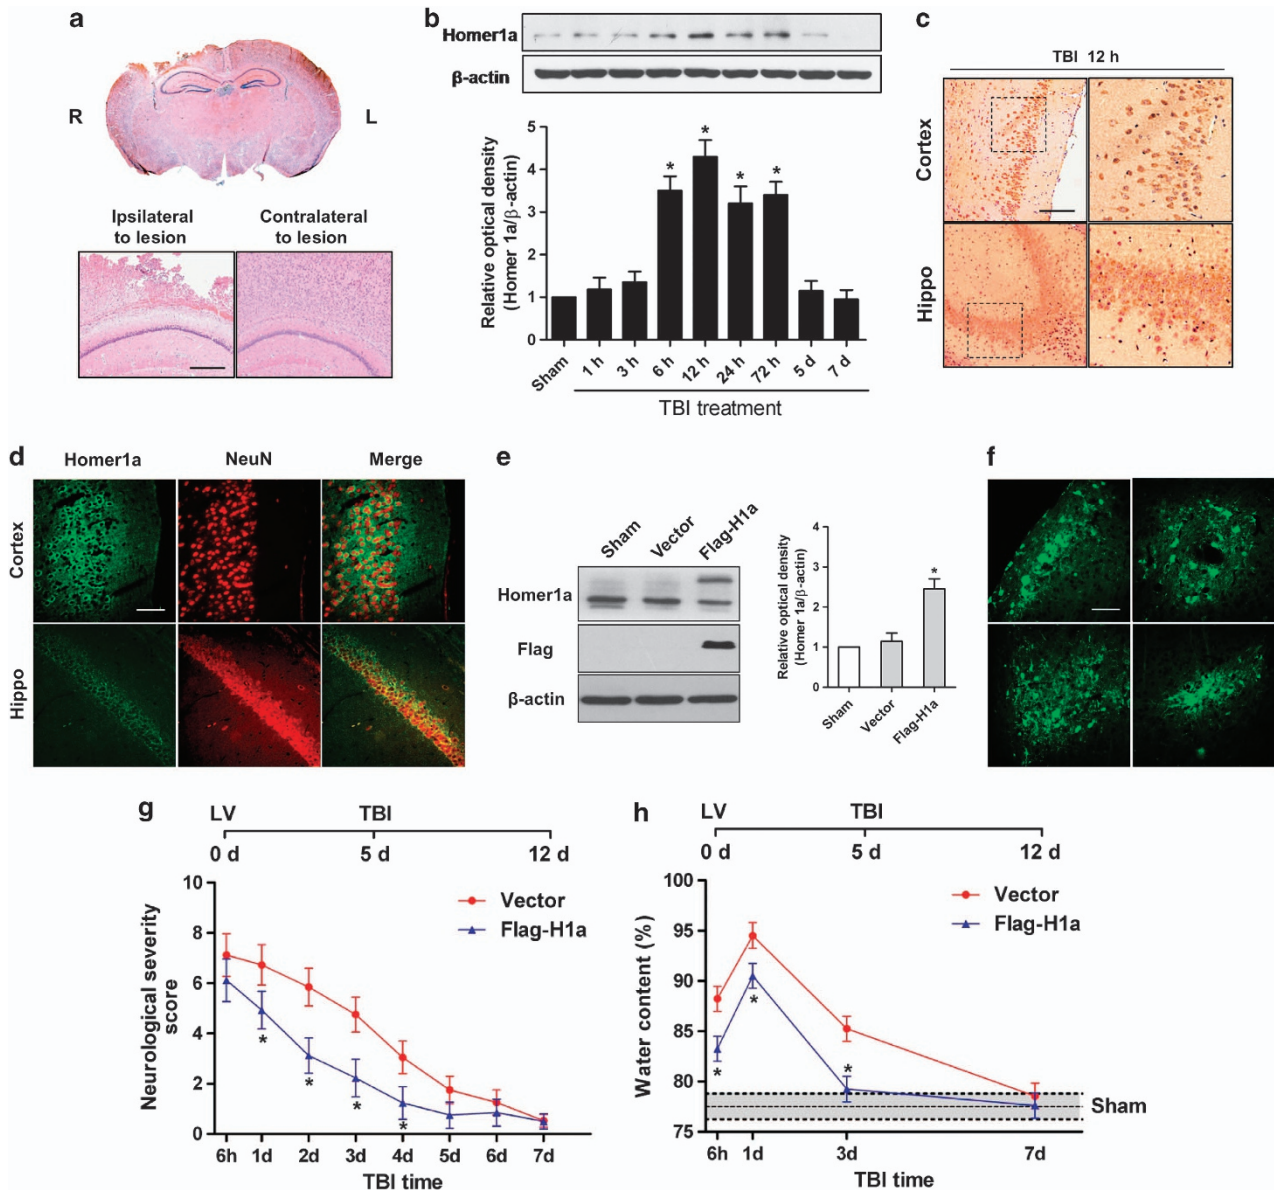 a
R
L
Ipsilateral
to lesion
Contralateral
to lesion
b
Homer1a
β-actin
Relative optical density
(Homer 1a/β-actin)
5
4
3
2
1
0
Sham
1 h
3 h
6 h
12 h
24 h
72 h
5 d
7 d
* * * *
TBI treatment
c
TBI 12 h
Cortex
Hippo
d
Homer1a NeuN Merge
Cortex
Hippo
e
Sham Vector Flag-H1a
Homer1a
Flag
β-actin
Relative optical density
(Homer 1a/β-actin)
4
3
2
1
0
*
Sham
Vector
Flag-H1a
f
g
LV TBI
0 d 5 d 12 d
Neurological severity
score
10
8
6
4
2
0
Vector
Flag-H1a
* * * *
6h 1d 2d 3d 4d 5d 6d 7d
TBI time
h
LV TBI
0 d 5 d 12 d
Water content (%)
100
95
90
85
80
75
Vector
Flag-H1a
* * *
Sham
6h 1d 3d 7d
TBI time